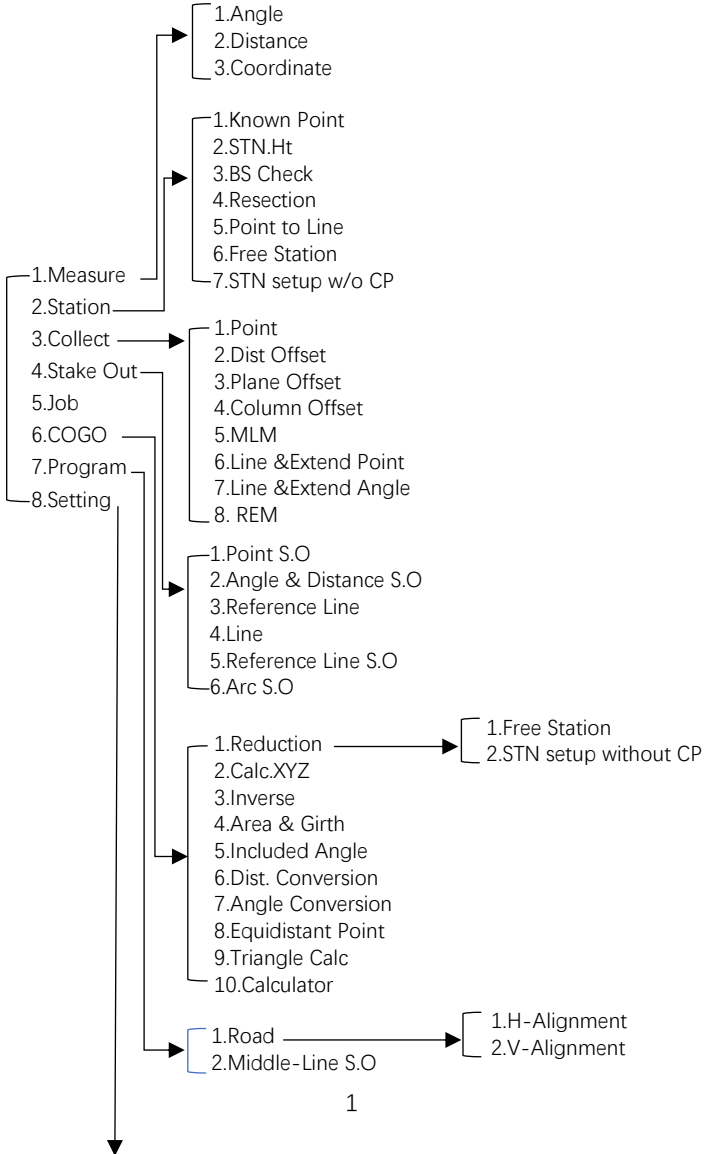 1.Angle
2.Distance
3.Coordinate
1.Known Point
2.STN.Ht
3.BS Check
4.Resection
5.Point to Line
6.Free Station
7.STN setup w/o CP
1.Measure
2.Station
3.Collect
4.Stake Out
5.Job
6.COGO
7.Program
8.Setting
1.Point
2.Dist Offset
3.Plane Offset
4.Column Offset
5.MLM
6.Line &Extend Point
7.Line &Extend Angle
8. REM
1.Point S.O
2.Angle & Distance S.O
3.Reference Line
4.Line
5.Reference Line S.O
6.Arc S.O
1.Reduction
2.Calc.XYZ
3.Inverse
4.Area & Girth
5.Included Angle
6.Dist. Conversion
7.Angle Conversion
8.Equidistant Point
9.Triangle Calc
10.Calculator
1.Free Station
2.STN setup without CP
1.Road
2.Middle-Line S.O
1.H-Alignment
2.V-Alignment
1